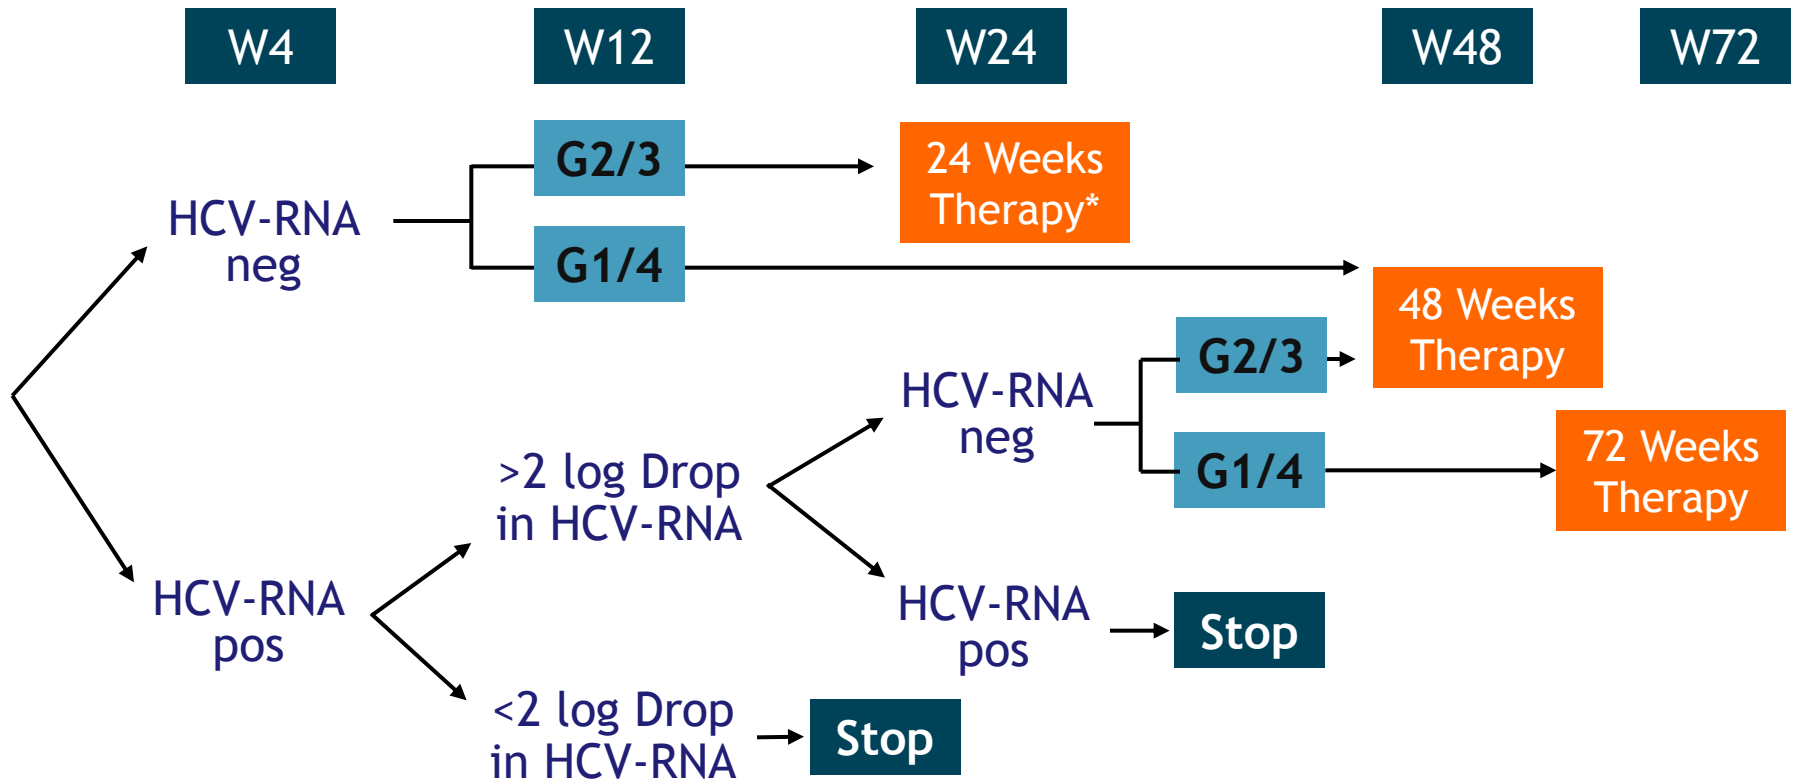 W4
W12
W24
W48
W72
G2/3
24 Weeks
Therapy*
HCV-RNA
neg
G1/4
48 Weeks
Therapy
G2/3
HCV-RNA
neg
G1/4
72 Weeks
Therapy
>2 log Drop
in HCV-RNA
HCV-RNA
pos
HCV-RNA
pos
Stop
<2 log Drop
in HCV-RNA
Stop